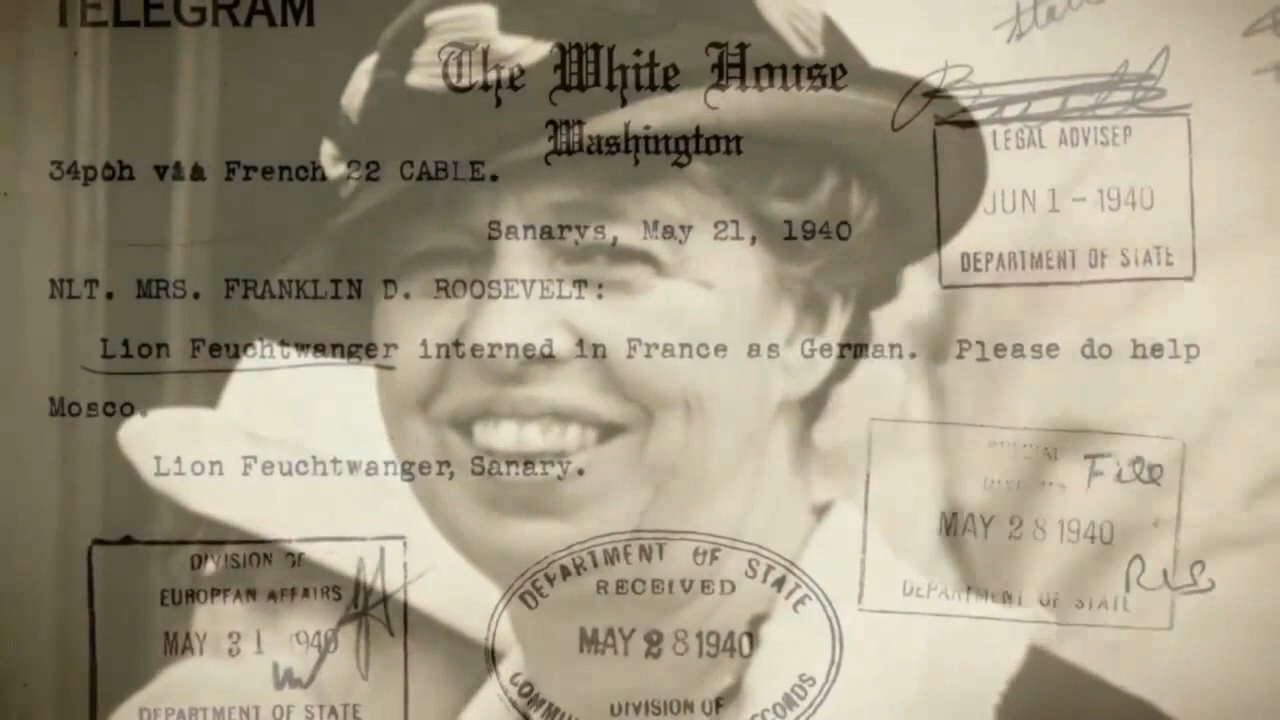 TELEGRAM
The White House
Washington
34poh via French 22 CABLE.
Sanarys, May 21, 1940
NLT. MRS. FRANKLIN D. ROOSEVELT:
Lion Feuchtwanger interned in France as German. Please do help
Mosco.
Lion Feuchtwanger, Sanary.
LEGAL ADVISER
JUN 1 - 1940
DEPARTMENT OF STATE
File
MAY 28 1940
DEPARTMENT OF STATE
DIVISION OF
EUROPEAN AFFAIRS
MAY 31 1940
DEPARTMENT OF STATE
DEPARTMENT OF STATE
RECEIVED
MAY 28 1940
DIVISION OF